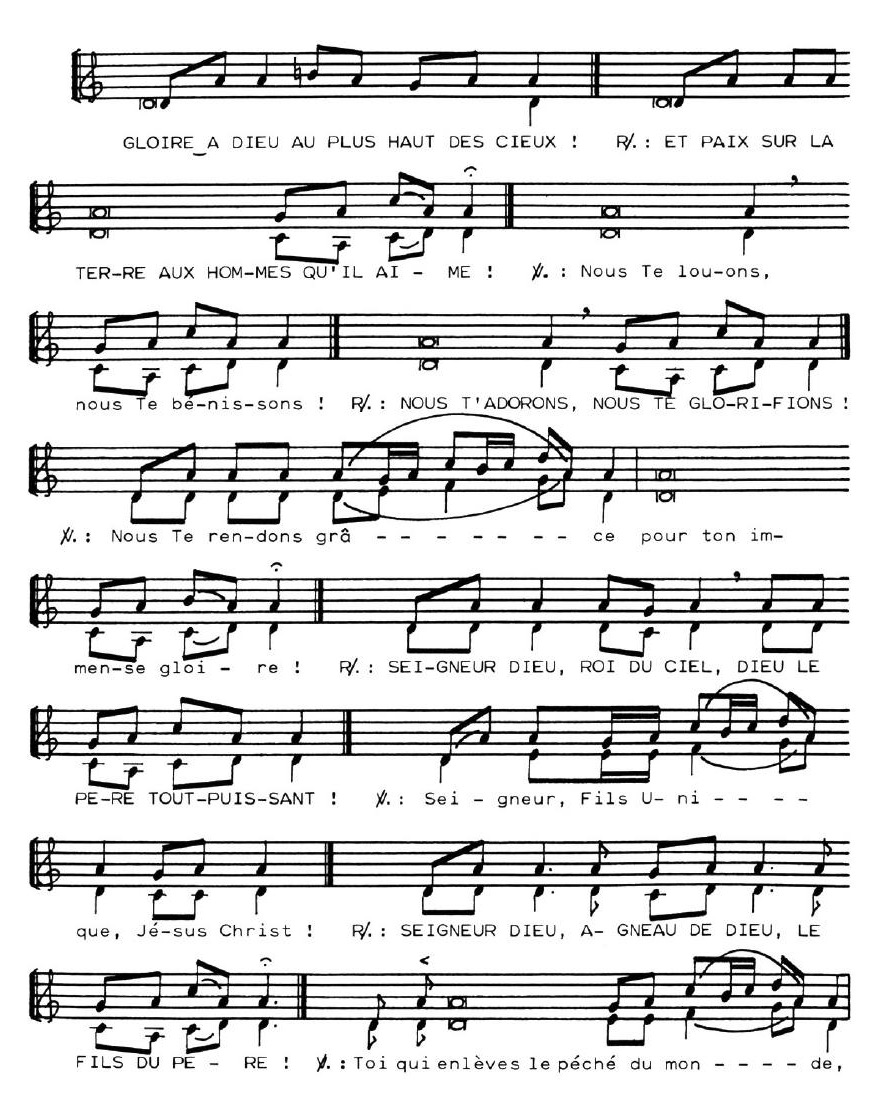 GLOIRE‿A DIEU AU PLUS HAUT DES CIEUX ! R/. : ET PAIX SUR LA
TER-RE AUX HOM-MES QU'IL AI - ME ! V/. : Nous Te lou-ons,
nous Te bé-nis-sons ! R/. : NOUS T'ADORONS, NOUS TE GLO-RI-FIONS !
V/. : Nous Te ren-dons grâ - - - - - - - ce pour ton im-
men-se gloi - re ! R/. : SEI-GNEUR DIEU, ROI DU CIEL, DIEU LE
PE-RE TOUT-PUIS-SANT ! V/. : Sei - gneur, Fils U- ni - - - -
que, Jé-sus Christ ! R/. : SEIGNEUR DIEU, A- GNEAU DE DIEU, LE
FILS DU PE - RE ! V/. : Toi qui enlèves le péché du mon - - - - de,